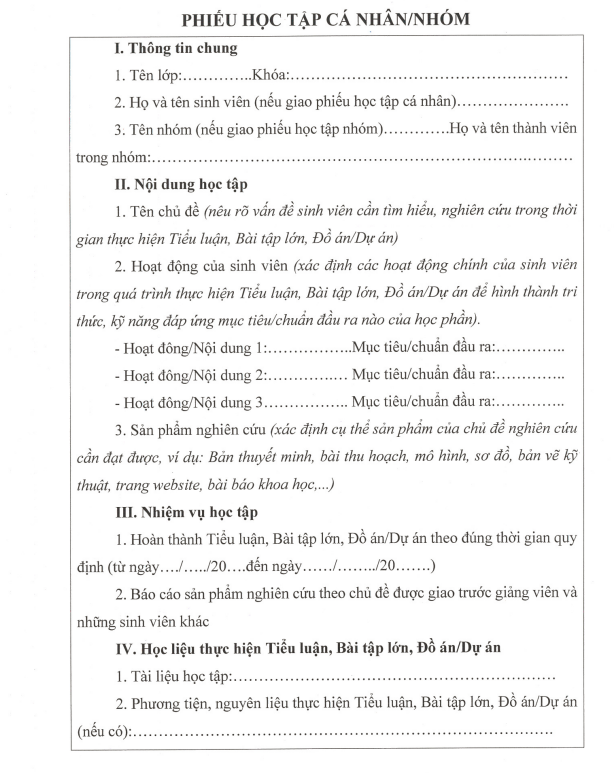 PHIẾU HỌC TẬP CÁ NHÂN/NHÓM
I. Thông tin chung
1. Tên lớp:…………..Khóa:…………………………………………………
2. Họ và tên sinh viên (nếu giao phiếu học tập cá nhân)………………….
3. Tên nhóm (nếu giao phiếu học tập nhóm)………….Họ và tên thành viên
trong nhóm:……………………………………………………………….………
II. Nội dung học tập
1. Tên chủ đề (nêu rõ vấn đề sinh viên cần tìm hiểu, nghiên cứu trong thời
gian thực hiện Tiểu luận, Bài tập lớn, Đồ án/Dự án)
2. Hoạt động của sinh viên (xác định các hoạt động chính của sinh viên
trong quá trình thực hiện Tiểu luận, Bài tập lớn, Đồ án/Dự án để hình thành tri
thức, kỹ năng đáp ứng mục tiêu/chuẩn đầu ra nào của học phần).
- Hoạt đông/Nội dung 1:……………..Mục tiêu/chuẩn đầu ra:…………..
- Hoạt đông/Nội dung 2:………….… Mục tiêu/chuẩn đầu ra:…………..
- Hoạt đông/Nội dung 3…………….. Mục tiêu/chuẩn đầu ra:…………..
3. Sản phẩm nghiên cứu (xác định cụ thể sản phẩm của chủ đề nghiên cứu
cần đạt được, ví dụ: Bản thuyết minh, bài thu hoạch, mô hình, sơ đồ, bản vẽ kỹ
thuật, trang website, bài báo khoa học,...)
III. Nhiệm vụ học tập
1. Hoàn thành Tiểu luận, Bài tập lớn, Đồ án/Dự án theo đúng thời gian quy
định (từ ngày…./…../20….đến ngày……/……../20…….)
2. Báo cáo sản phẩm nghiên cứu theo chủ đề được giao trước giảng viên và
những sinh viên khác
IV. Học liệu thực hiện Tiểu luận, Bài tập lớn, Đồ án/Dự án
1. Tài liệu học tập:…………………………………………………………
2. Phương tiện, nguyên liệu thực hiện Tiểu luận, Bài tập lớn, Đồ án/Dự án
(nếu có):…………………………………………………………………………….